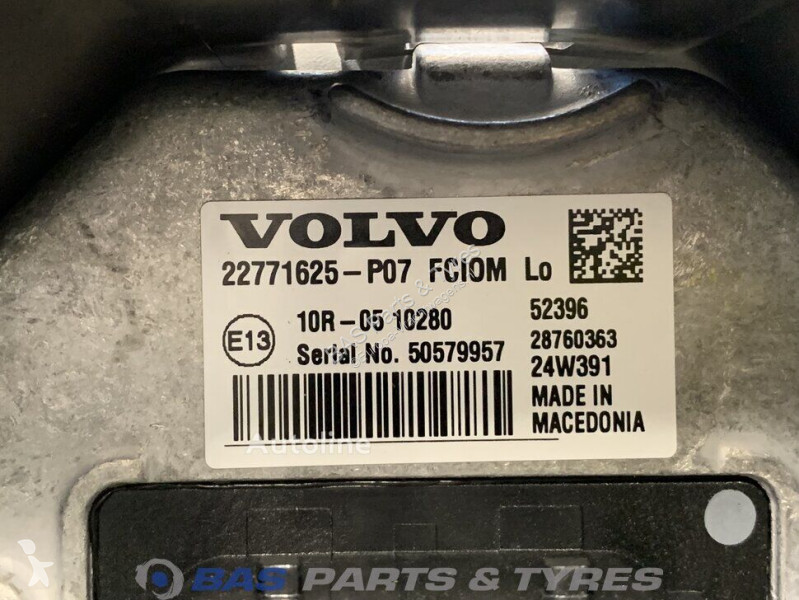 VOLVO
22771625-P07 FCIOM Lo
10R-05 10280
52396
E13
Serial No. 50579957
28760363
24W391
MADE IN
MACEDONIA
Autoline
BAS PARTS & TYRES